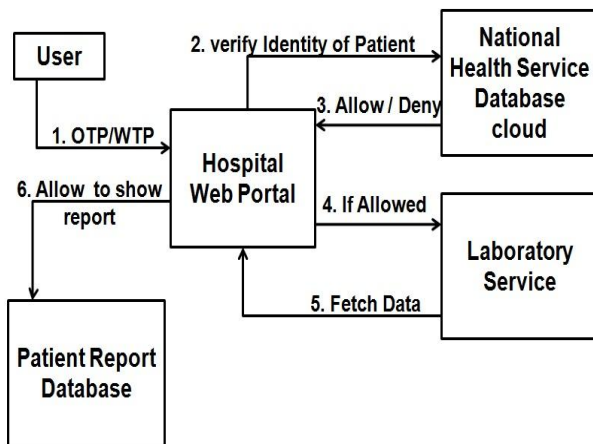 User
2. verify Identity of Patient
National
Health Service
Database
cloud
3. Allow / Deny
1. OTP/WTP
Hospital
Web Portal
6. Allow to show
report
4. If Allowed
Laboratory
Service
5. Fetch Data
Patient Report
Database